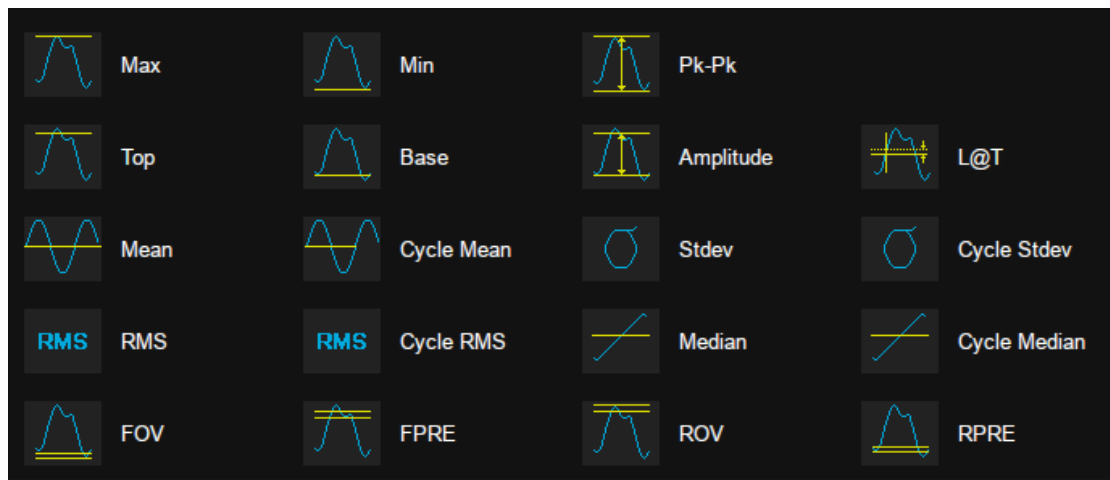 Max Min Pk-Pk
Top Base Amplitude L@T
Mean Cycle Mean Stdev Cycle Stdev
RMS RMS RMS Cycle RMS Median Cycle Median
FOV FPRE ROV RPRE